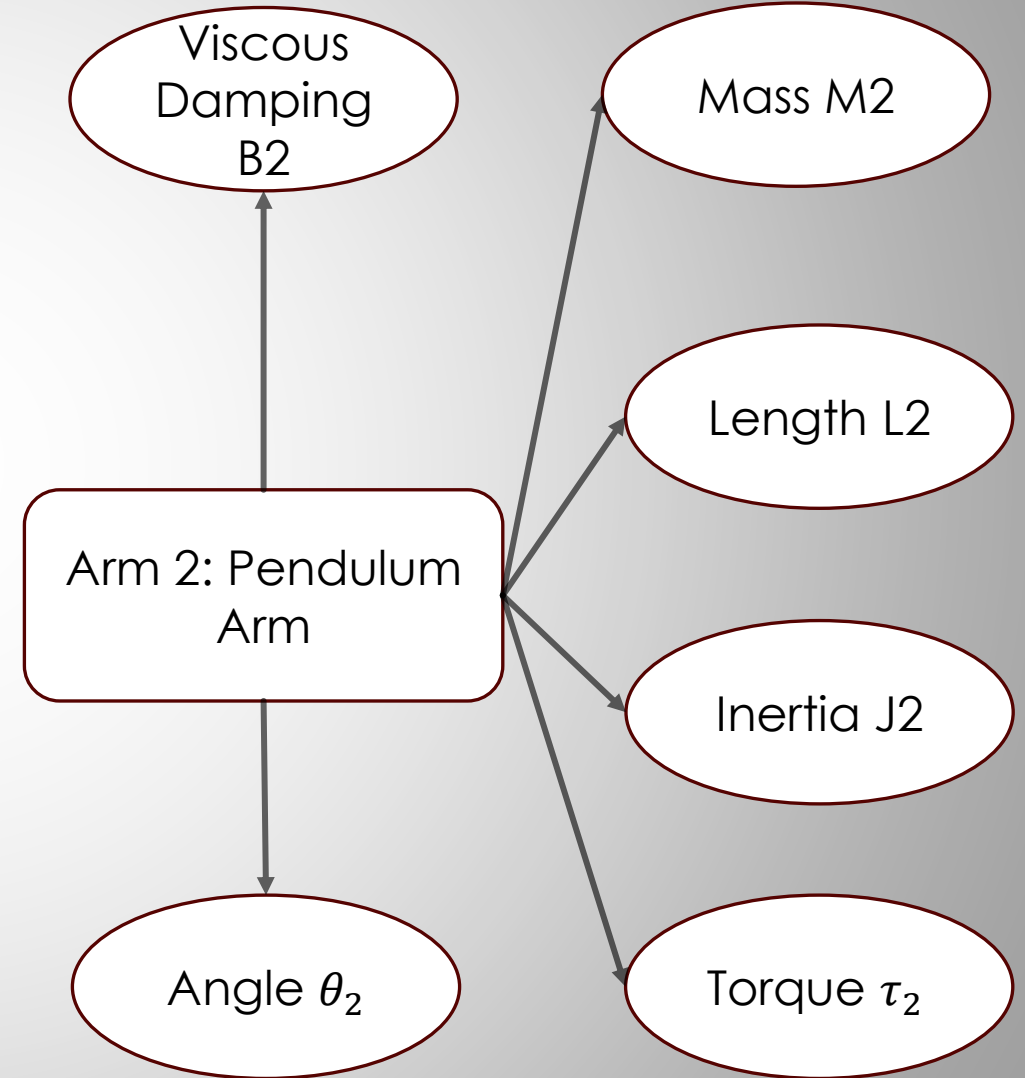 Viscous
Damping
B2
Mass M2
Length L2
Arm 2: Pendulum
Arm
Inertia J2
Angle θ₂
Torque τ₂